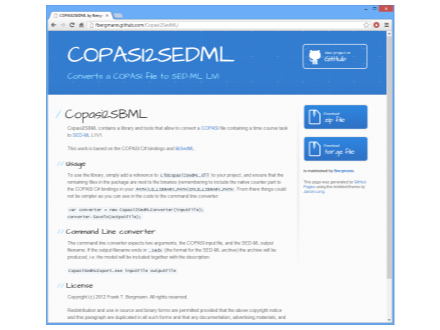 COPASI2SEDML by fbergmann
fbergmann.github.com/Copasi2SedML/
COPASI2SEDML
Converts a COPASI file to SED-ML L1V1
View project on
GitHub
/ Copasi2SBML
Copasi2SBML contains a library and tools that allow to convert a COPASI file containing a time course task
to SED-ML L1V1.
This work is based on the COPASI C# bindings and libSedML.
// Usage
To use the library, simply add a reference to
to your project, and ensure that the
remaining files in the package are next to the binaries (remembering to include the native counter part to
the COPASI C# bindings in your
From there things could
not be simpler as you can see in the code to the command line converter:
var converter = new CopasiSedMLConverter(inputfile);
converter.SaveTo(outputfile);
// Command Line converter
The command line converter expects two arguments, the COPASI input file, and the SED-ML output
filename. If the output filename ends in
(the format for the SED-ML archive) the archive will be
produced, i.e. the model will be included together with the description.
CopasiSedMLExport.exe inputfile outputfile
// License
Copyright (c) 2012 Frank T. Bergmann. All rights reserved.
Redistribution and use in source and binary forms are permitted provided that the above copyright notice
and this paragraph are duplicated in all such forms and that any documentation, advertising materials, and
Download
zip file
Download
tar.gz file
is maintained by fbergmann
This page was generated by GitHub
Pages using the Architect theme by
Jason Long.